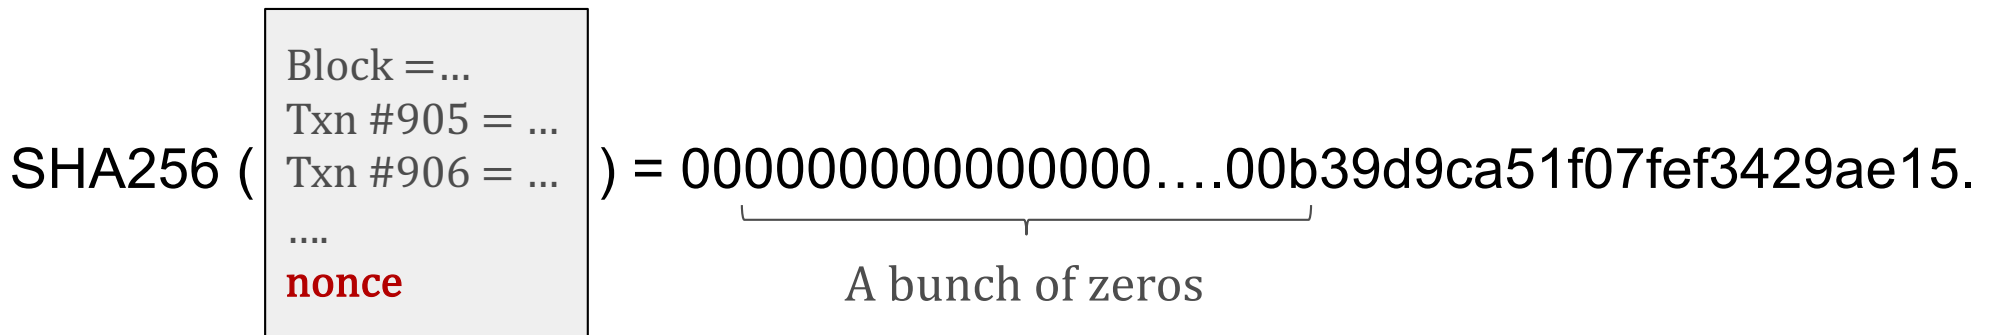 Block =...
Txn #905 = ...
SHA256 ( Txn #906 = ... ) = 000000000000000....00b39d9ca51f07fef3429ae15.
....
nonce
A bunch of zeros